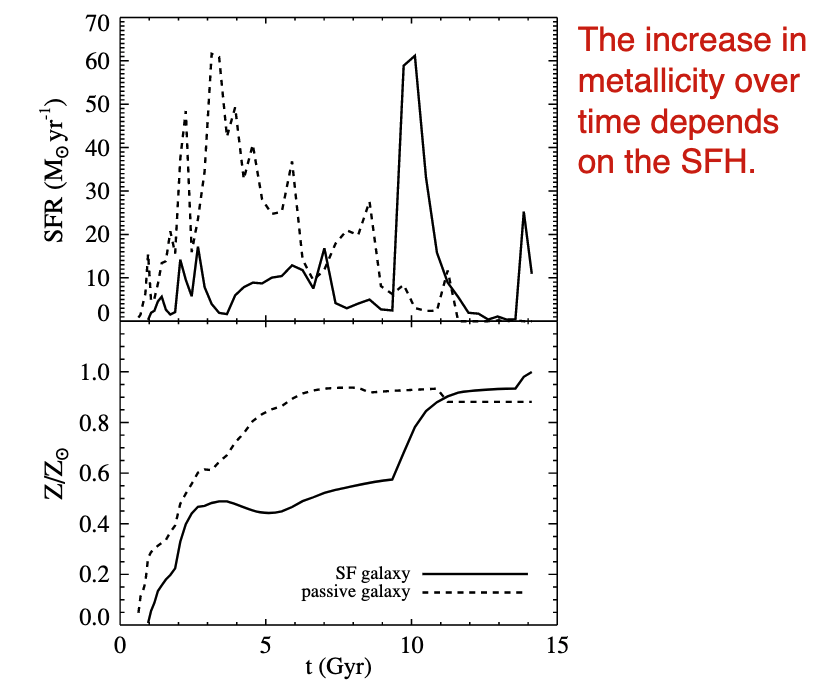 70
60
50
40
30
20
10
0
SFR (M☉ yr⁻¹)
The increase in
metallicity over
time depends
on the SFH.
1.0
0.8
0.6
0.4
0.2
0.0
Z/Z☉
SF galaxy
passive galaxy
0 5 10 15
t (Gyr)